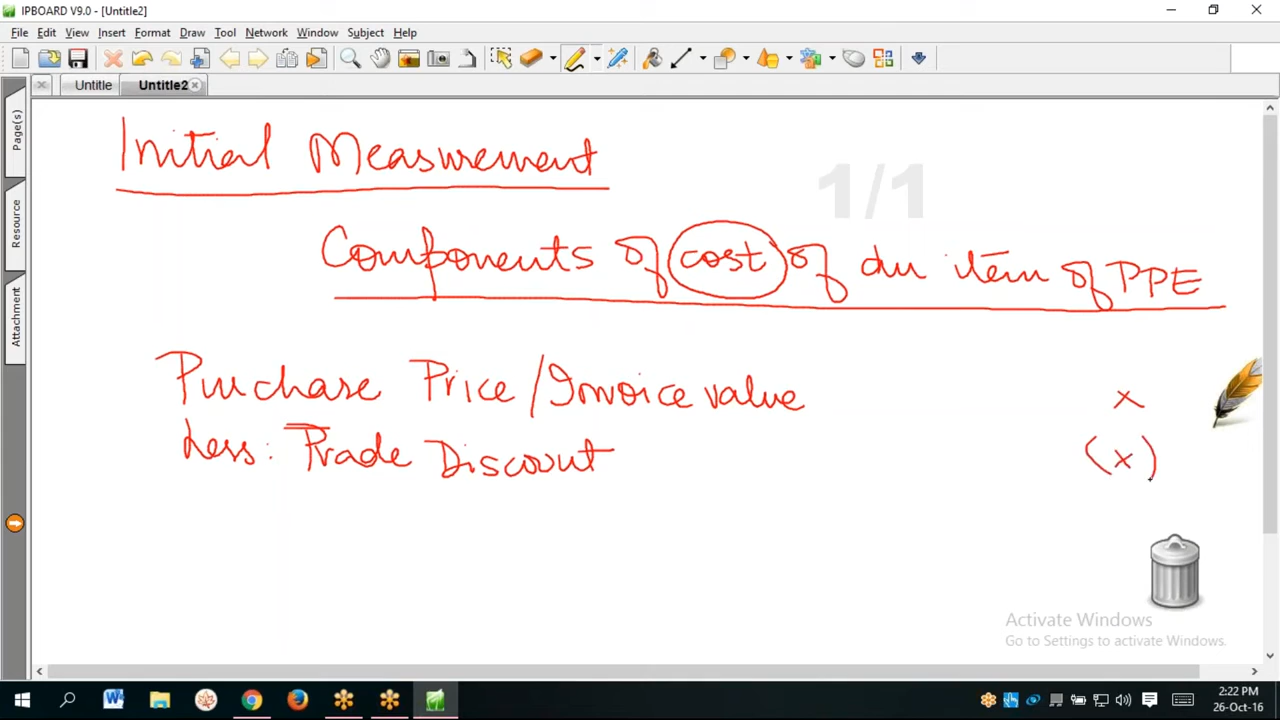 IPBOARD V9.0 - [Untitle2]
File Edit View Insert Format Draw Tool Network Window Subject Help
Untitle Untitle2
Page(s)
Resource
Attachment
1/1
Initial Measurement
Components of cost of an item of PPE
Purchase Price/Invoice value x
Less: Trade Discount (x)
Activate Windows
Go to Settings to activate Windows.
2:22 PM
26-Oct-16